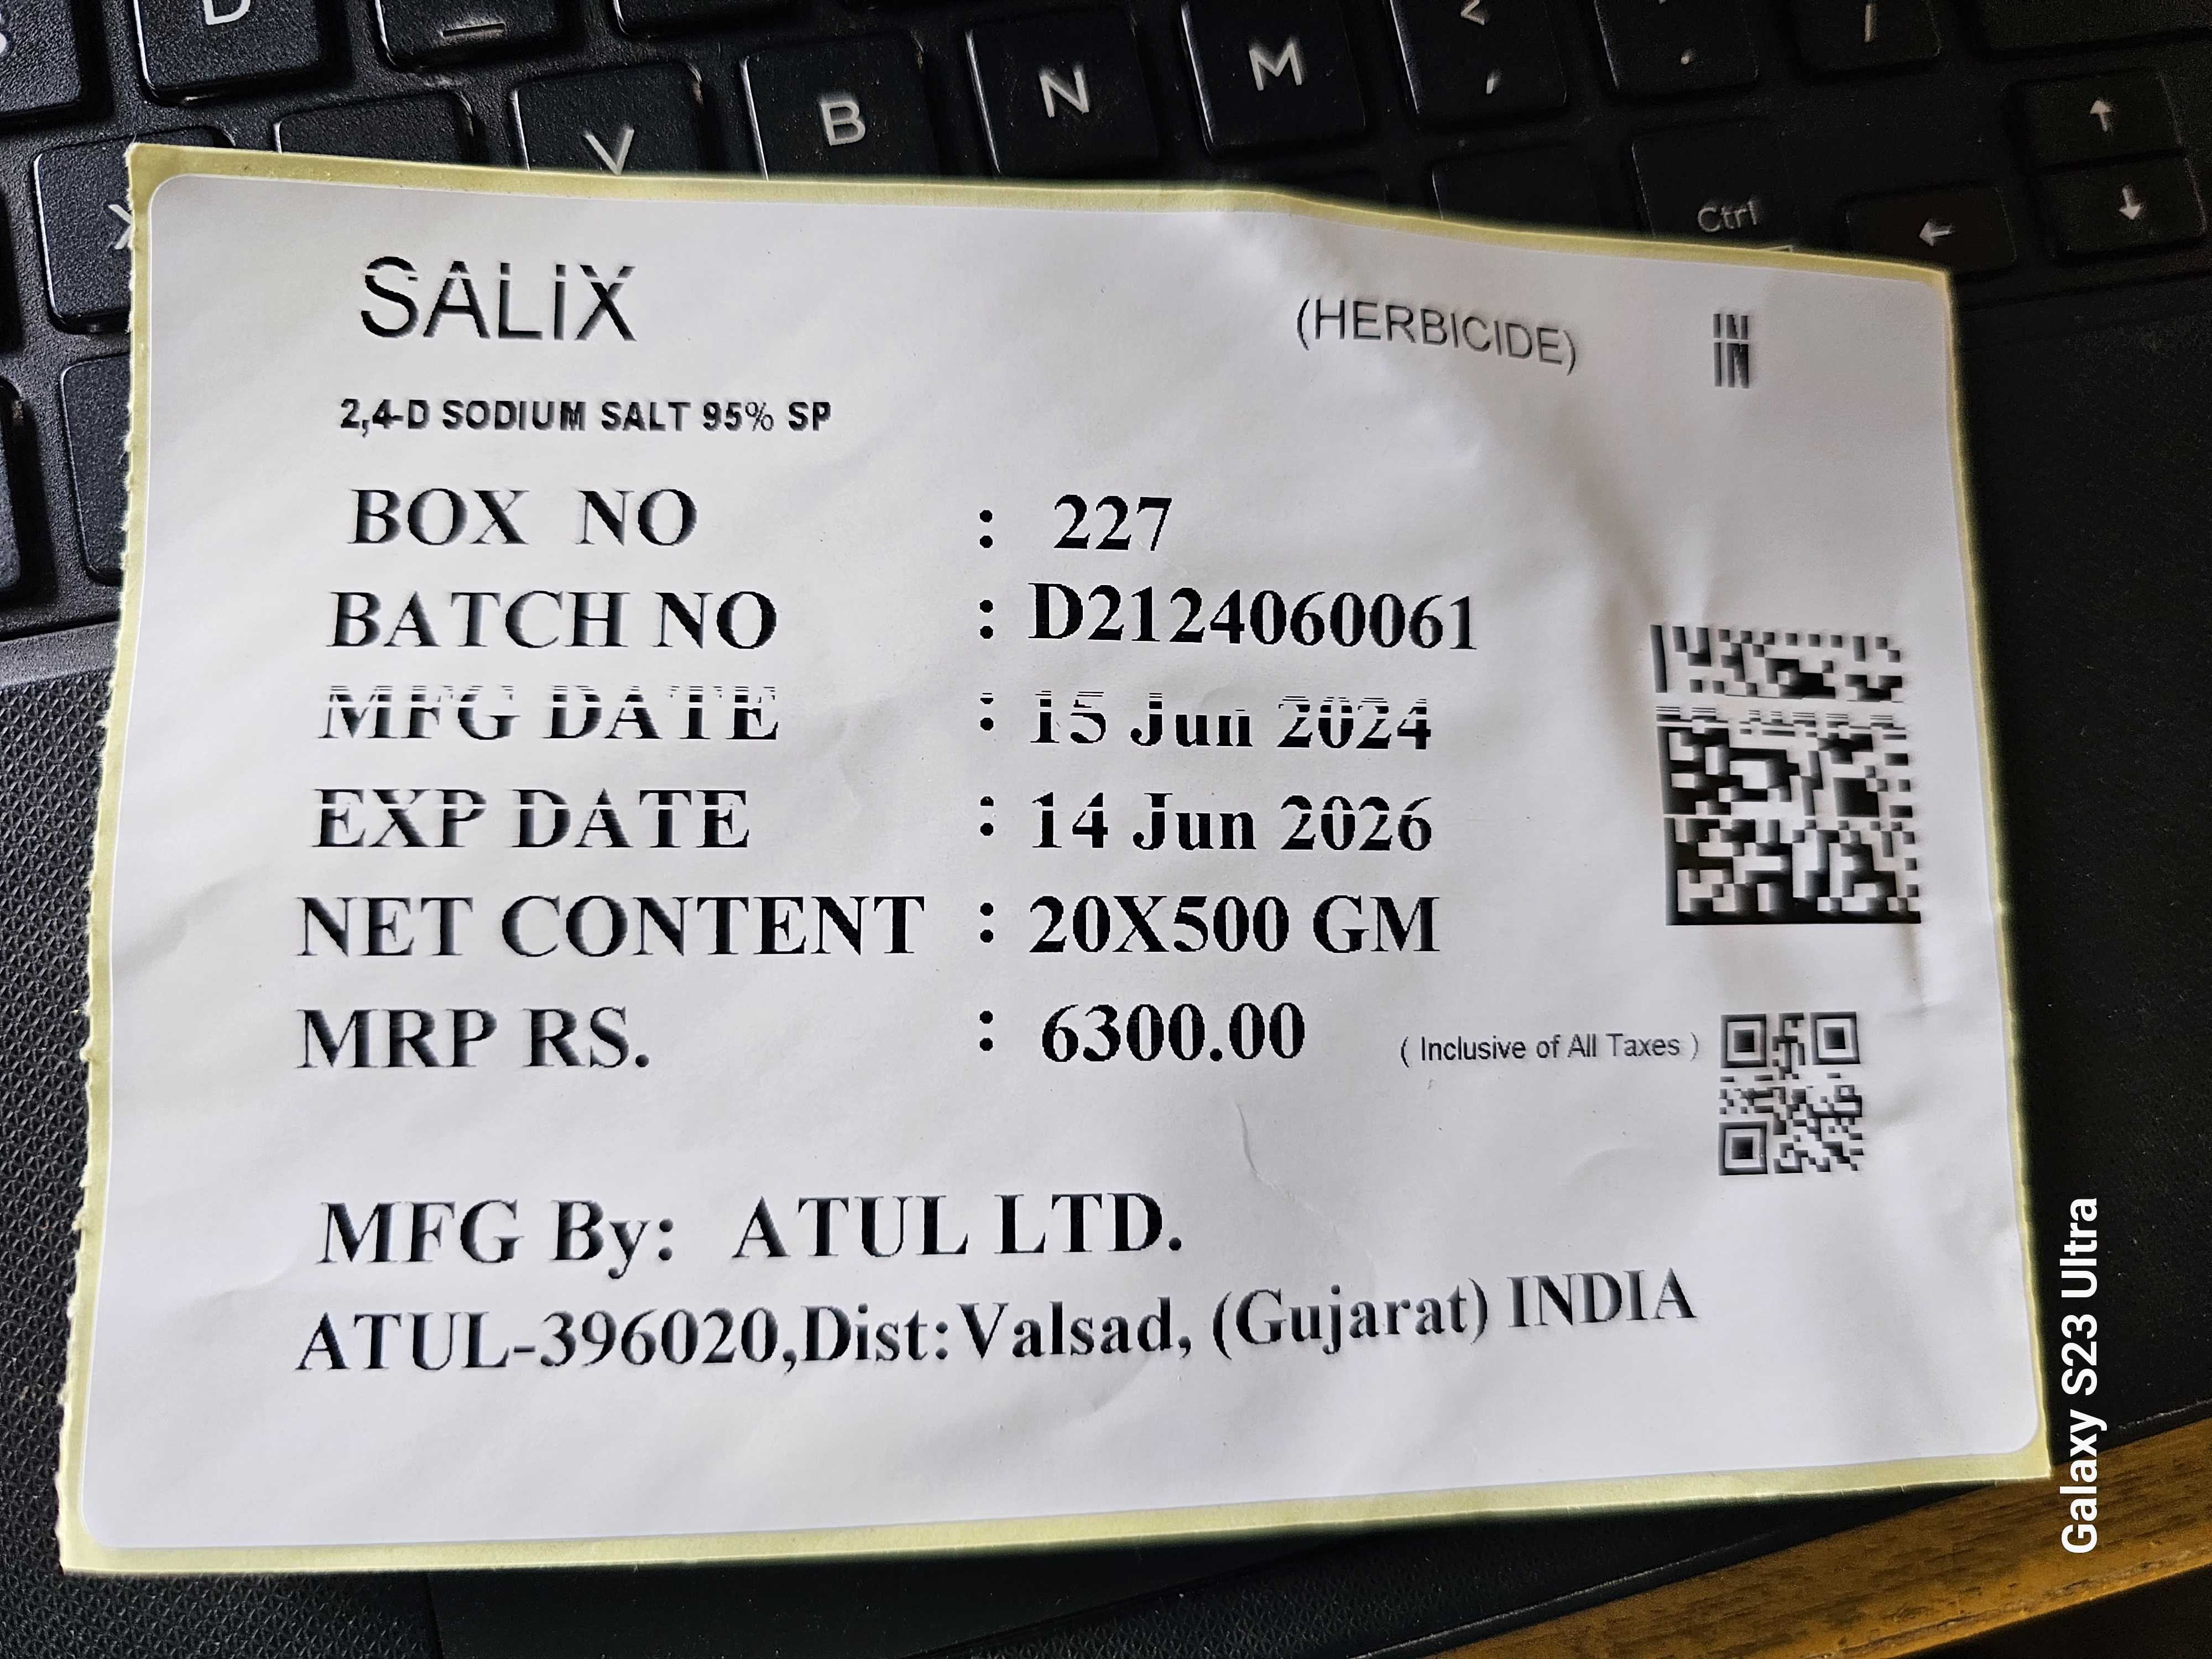 D
V B N M < ,
X
Ctrl
SALIX (HERBICIDE) IN
2,4-D SODIUM SALT 95% SP
BOX NO : 227
BATCH NO : D2124060061
MFG DATE : 15 Jun 2024
EXP DATE : 14 Jun 2026
NET CONTENT : 20X500 GM
MRP RS. : 6300.00 ( Inclusive of All Taxes )
MFG By: ATUL LTD.
ATUL-396020,Dist:Valsad, (Gujarat) INDIA
Galaxy S23 Ultra